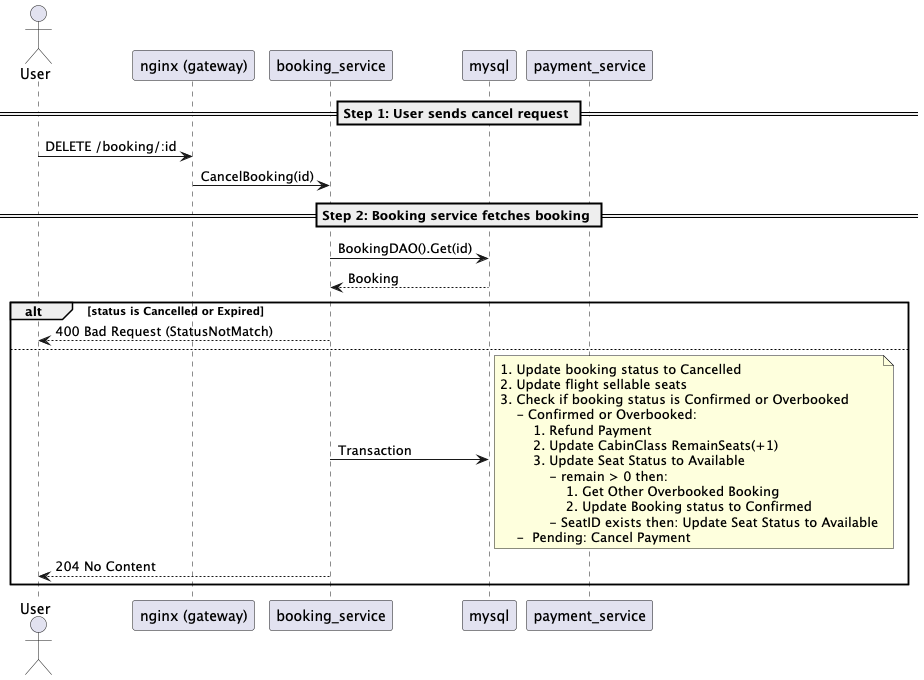 User
nginx (gateway)
booking_service
mysql
payment_service
Step 1: User sends cancel request
DELETE /booking/:id
CancelBooking(id)
Step 2: Booking service fetches booking
BookingDAO().Get(id)
Booking
alt
[status is Cancelled or Expired]
400 Bad Request (StatusNotMatch)
1. Update booking status to Cancelled
2. Update flight sellable seats
3. Check if booking status is Confirmed or Overbooked
- Confirmed or Overbooked:
1. Refund Payment
2. Update CabinClass RemainSeats(+1)
3. Update Seat Status to Available
- remain > 0 then:
1. Get Other Overbooked Booking
2. Update Booking status to Confirmed
- SeatID exists then: Update Seat Status to Available
- Pending: Cancel Payment
Transaction
204 No Content
User
nginx (gateway)
booking_service
mysql
payment_service